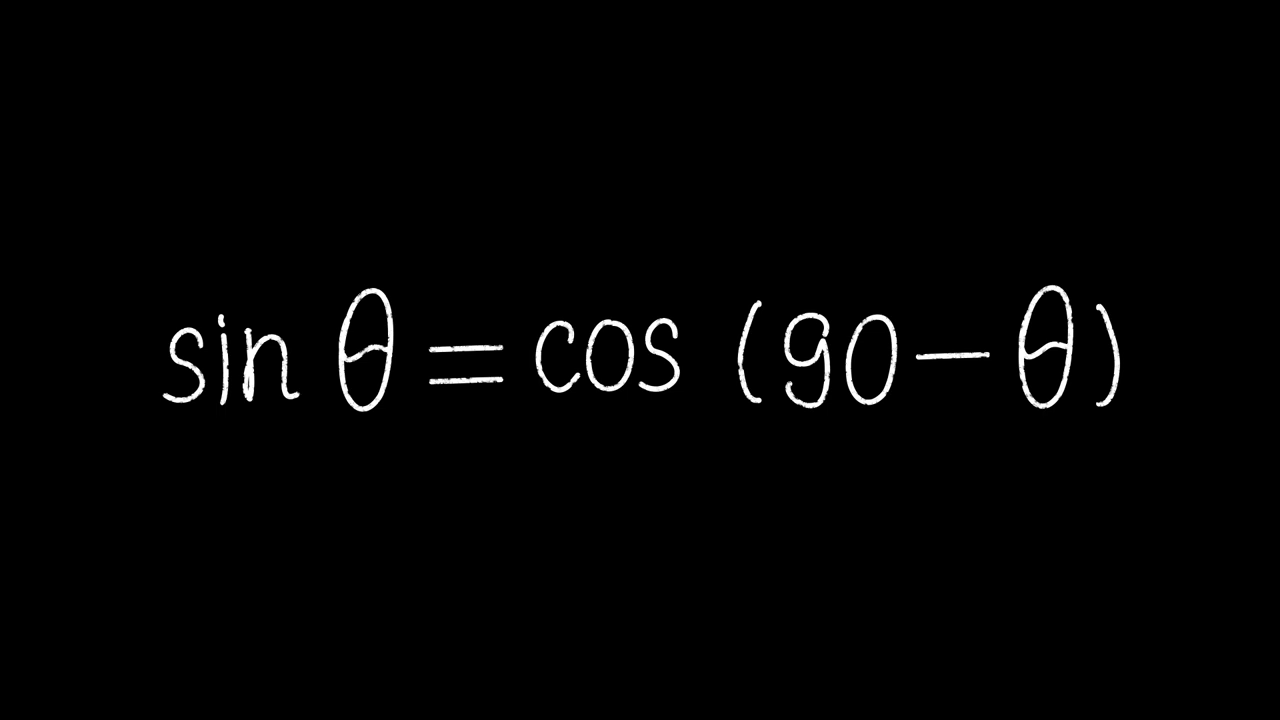 sin θ = cos (90 − θ)